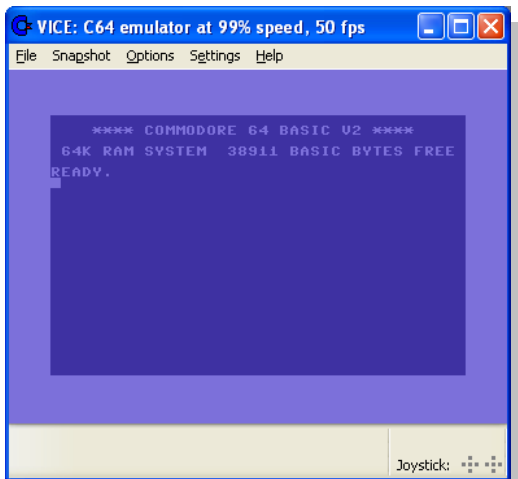 VICE: C64 emulator at 99% speed, 50 fps
File Snapshot Options Settings Help
**** COMMODORE 64 BASIC V2 ****
64K RAM SYSTEM 38911 BASIC BYTES FREE
READY.
Joystick: